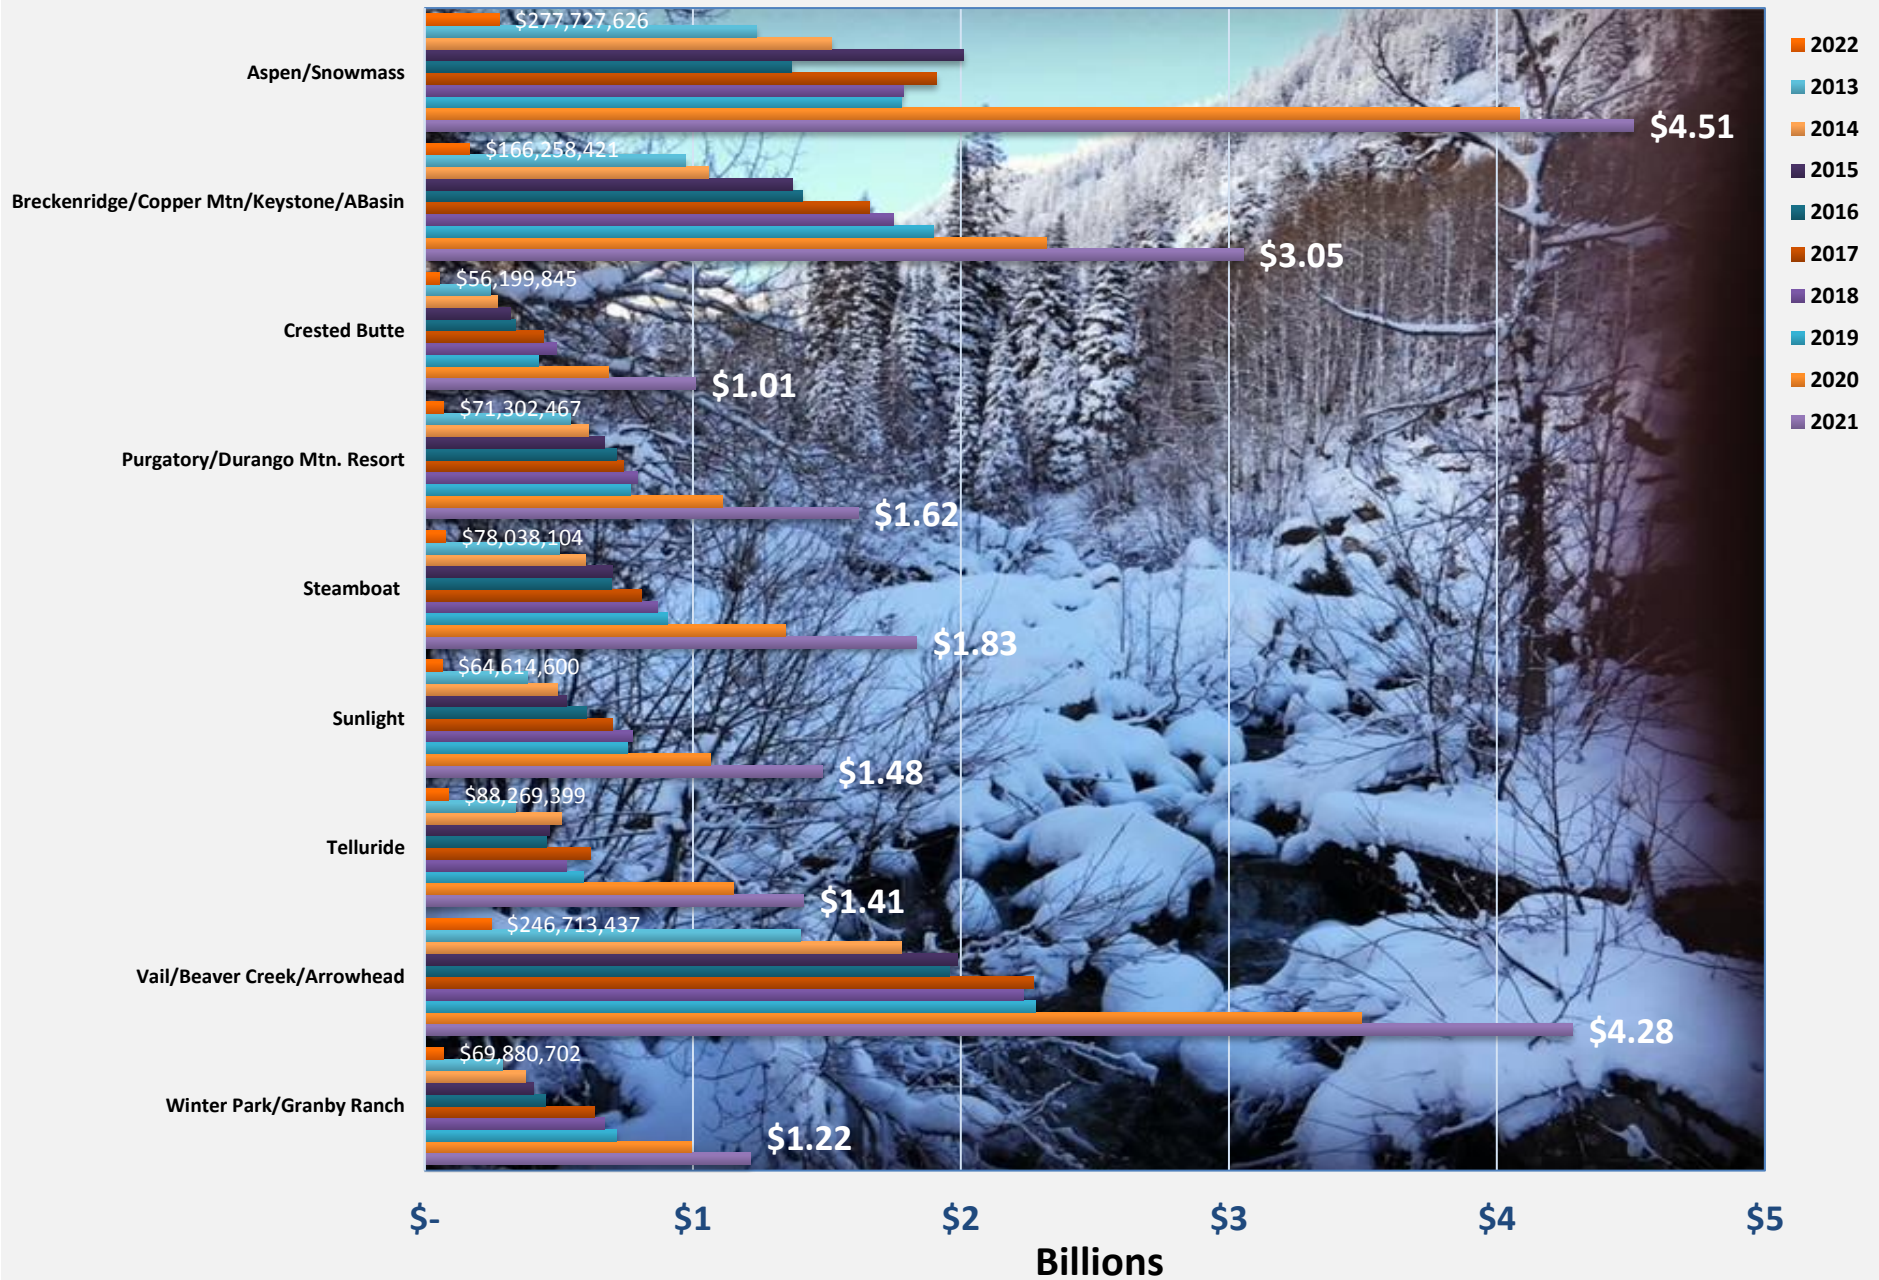 $277,727,626
Aspen/Snowmass
$4.51
$166,258,421
Breckenridge/Copper Mtn/Keystone/ABasin
$3.05
$56,199,845
Crested Butte
$1.01
$71,302,467
Purgatory/Durango Mtn. Resort
$1.62
$78,038,104
Steamboat
$1.83
$64,614,600
Sunlight
$1.48
$88,269,399
Telluride
$1.41
$246,713,437
Vail/Beaver Creek/Arrowhead
$4.28
$69,880,702
Winter Park/Granby Ranch
$1.22
$- $1 $2 $3 $4 $5
Billions
2022
2013
2014
2015
2016
2017
2018
2019
2020
2021